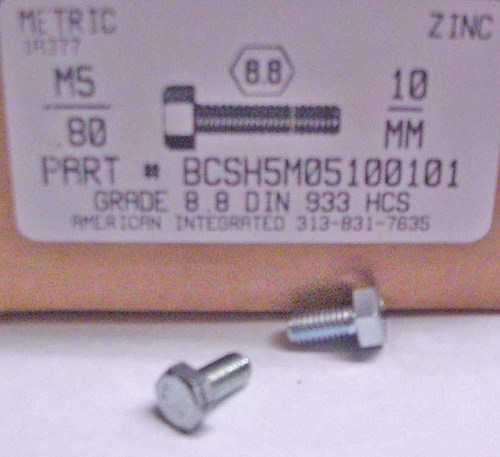 METRIC ZINC
M5 8.8 10
.80 MM
PART # BCSH5M05100101
GRADE 8.8 DIN 933 HCS
AMERICAN INTEGRATED 313-831-7635